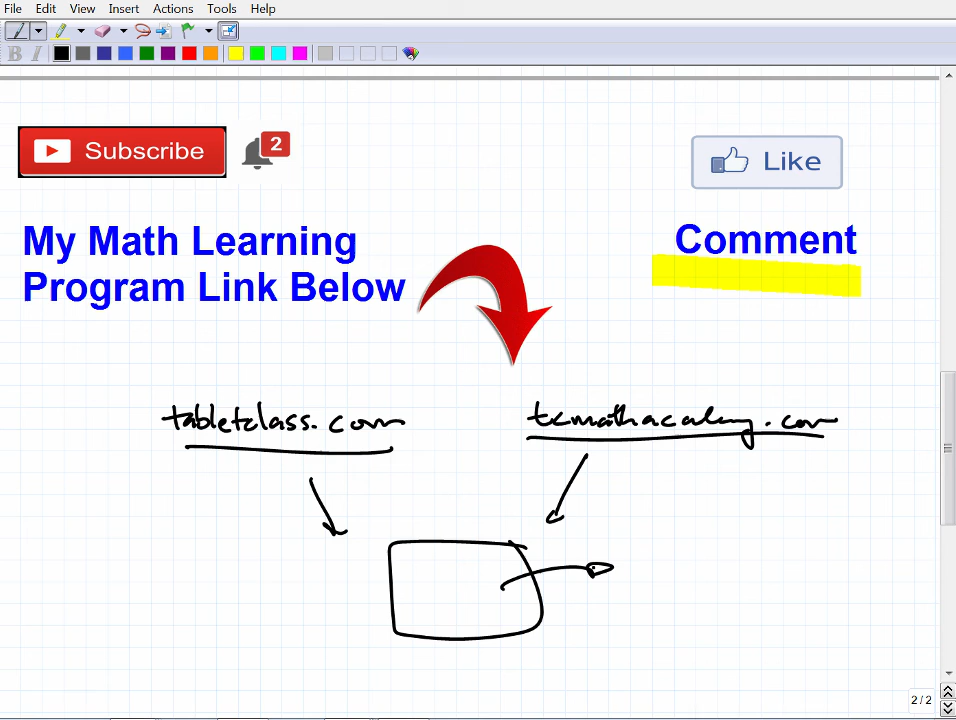 File Edit View Insert Actions Tools Help
B I
Subscribe 2
Like
My Math Learning
Program Link Below
Comment
tabletclass.com
tcmathacademy.com
2 / 2